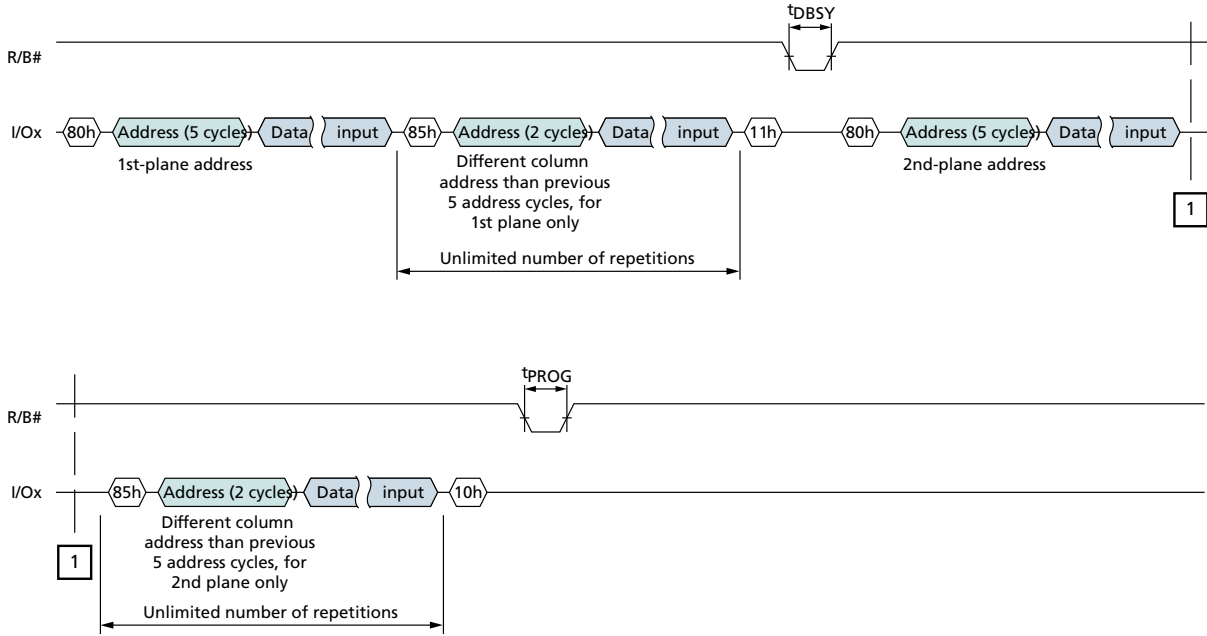 tDBSY
R/B#
I/Ox 80h Address (5 cycles) Data input 85h Address (2 cycles) Data input 11h 80h Address (5 cycles) Data input
1st-plane address
Different column
address than previous
5 address cycles, for
1st plane only
2nd-plane address
1
Unlimited number of repetitions
tPROG
R/B#
I/Ox 85h Address (2 cycles) Data input 10h
1
Different column
address than previous
5 address cycles, for
2nd plane only
Unlimited number of repetitions